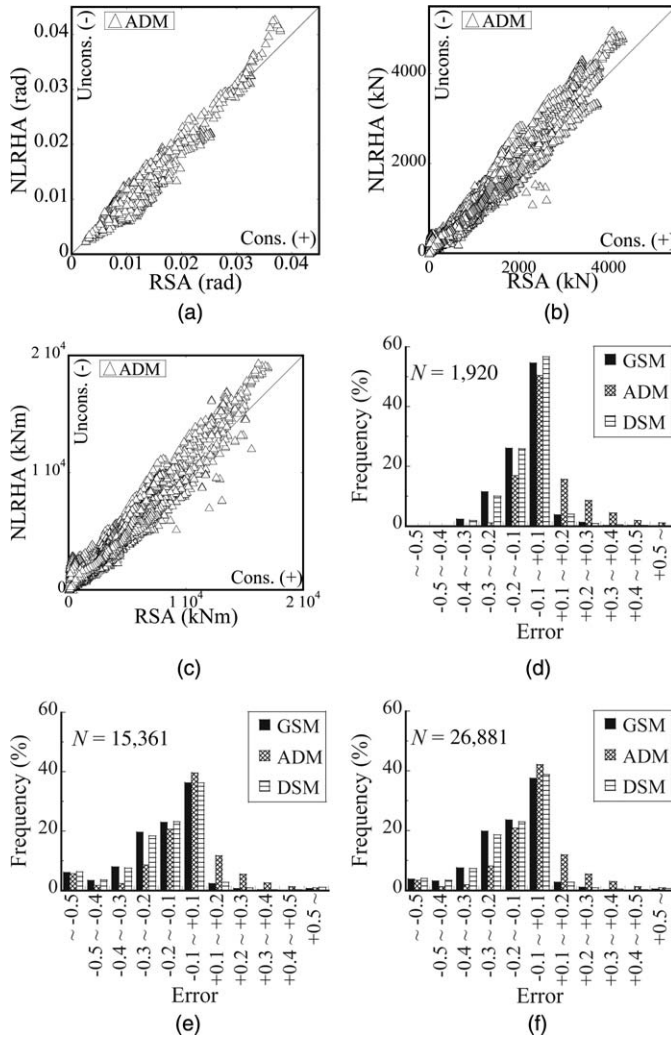 0.04
0.03
0.02
0.01
0
Uncons. (-)
ADM
NLRHA (rad)
Cons. (+)
0 0.01 0.02 0.03 0.04
RSA (rad)
(a)
4000
2000
0
Uncons. (-)
ADM
NLRHA (kN)
Cons. (+)
0 2000 4000
RSA (kN)
(b)
2 10⁴
1 10⁴
0
Uncons. (-)
ADM
NLRHA (kNm)
Cons. (+)
0 1 10⁴ 2 10⁴
RSA (kNm)
(c)
60
40
20
0
Frequency (%)
N = 1,920
GSM
ADM
DSM
~ -0.5
-0.5 ~ -0.4
-0.4 ~ -0.3
-0.3 ~ -0.2
-0.2 ~ -0.1
-0.1 ~ +0.1
+0.1 ~ +0.2
+0.2 ~ +0.3
+0.3 ~ +0.4
+0.4 ~ +0.5
+0.5 ~
Error
(d)
60
40
20
0
Frequency (%)
N = 15,361
GSM
ADM
DSM
~ -0.5
-0.5 ~ -0.4
-0.4 ~ -0.3
-0.3 ~ -0.2
-0.2 ~ -0.1
-0.1 ~ +0.1
+0.1 ~ +0.2
+0.2 ~ +0.3
+0.3 ~ +0.4
+0.4 ~ +0.5
+0.5 ~
Error
(e)
60
40
20
0
Frequency (%)
N = 26,881
GSM
ADM
DSM
~ -0.5
-0.5 ~ -0.4
-0.4 ~ -0.3
-0.3 ~ -0.2
-0.2 ~ -0.1
-0.1 ~ +0.1
+0.1 ~ +0.2
+0.2 ~ +0.3
+0.3 ~ +0.4
+0.4 ~ +0.5
+0.5 ~
Error
(f)